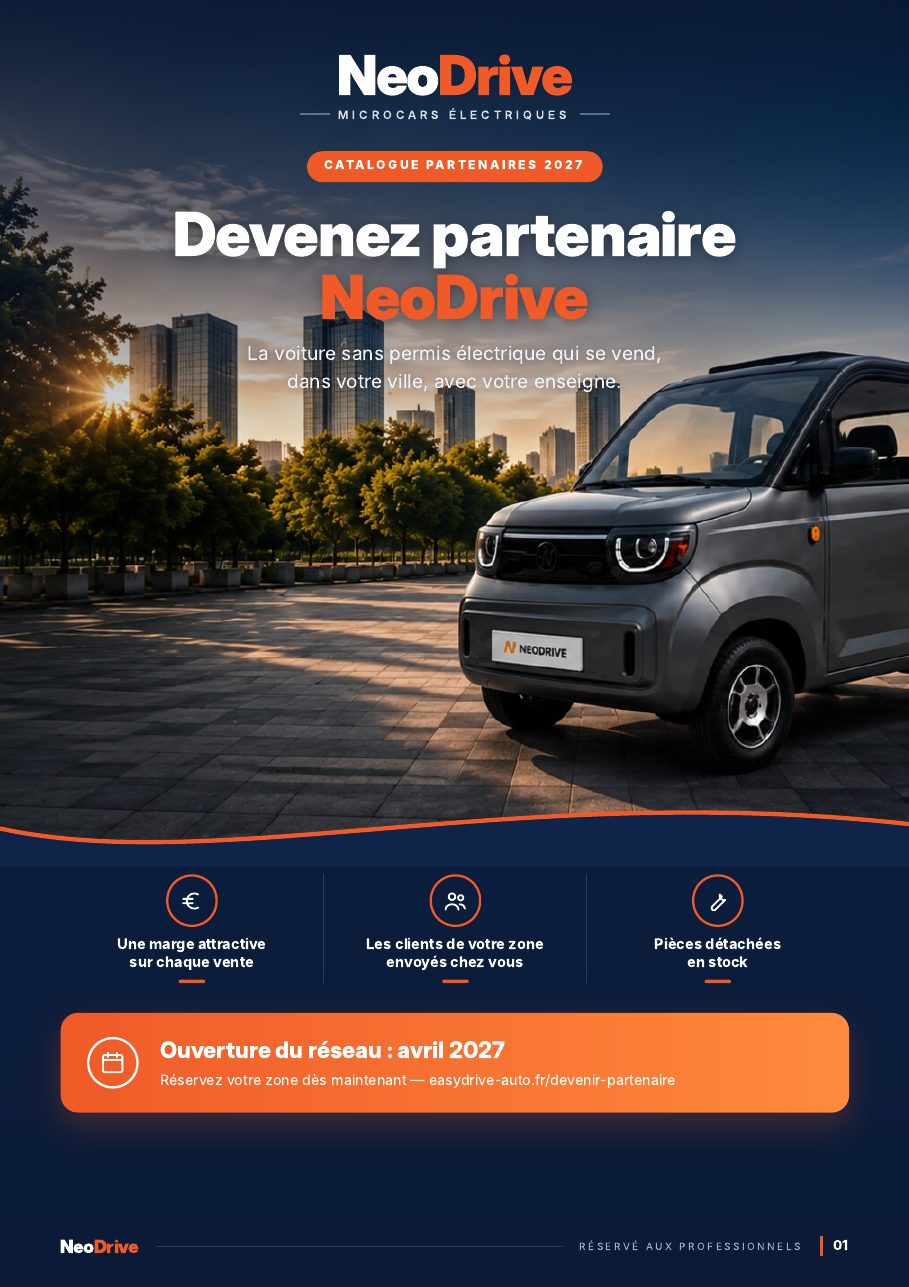 NeoDrive
MICROCARS ÉLECTRIQUES
CATALOGUE PARTENAIRES 2027
Devenez partenaire
NeoDrive
La voiture sans permis électrique qui se vend,
dans votre ville, avec votre enseigne.
N NEODRIVE
Une marge attractive
sur chaque vente
Les clients de votre zone
envoyés chez vous
Pièces détachées
en stock
Ouverture du réseau : avril 2027
Réservez votre zone dès maintenant — easydrive-auto.fr/devenir-partenaire
NeoDrive
RÉSERVÉ AUX PROFESSIONNELS
01